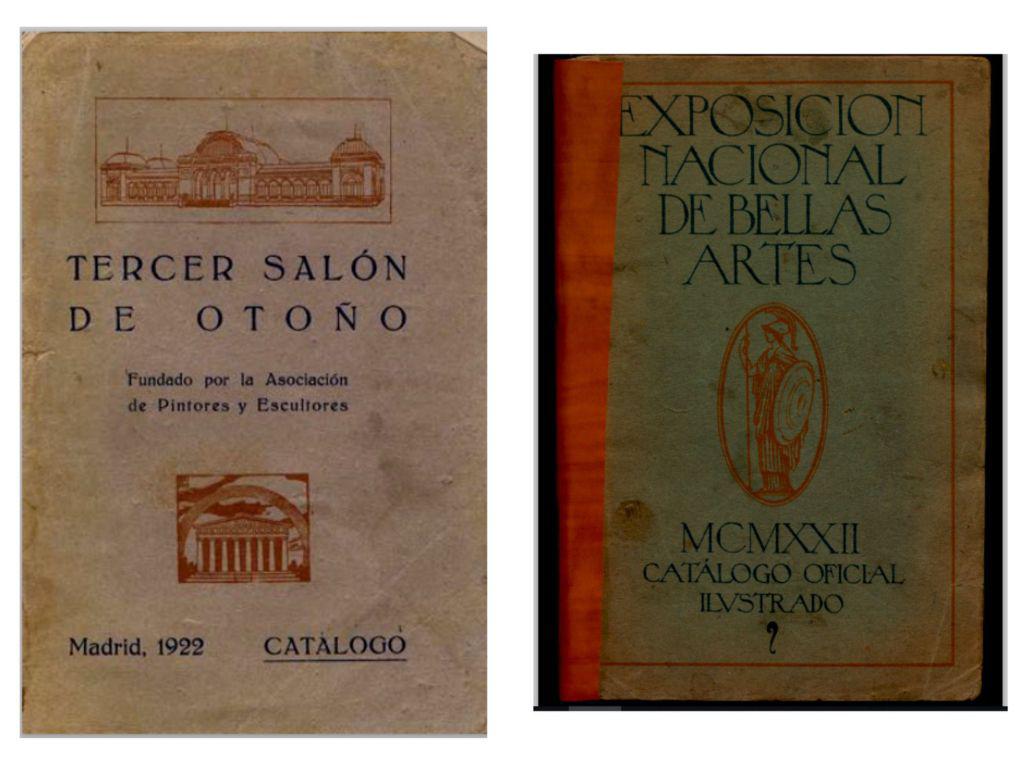 TERCER SALÓN
DE OTOÑO
Fundado por la Asociación
de Pintores y Escultores
Madrid, 1922 CATÁLOGO
EXPOSICION
NACIONAL
DE BELLAS
ARTES
MCMXXII
CATÁLOGO OFICIAL
ILVSTRADO